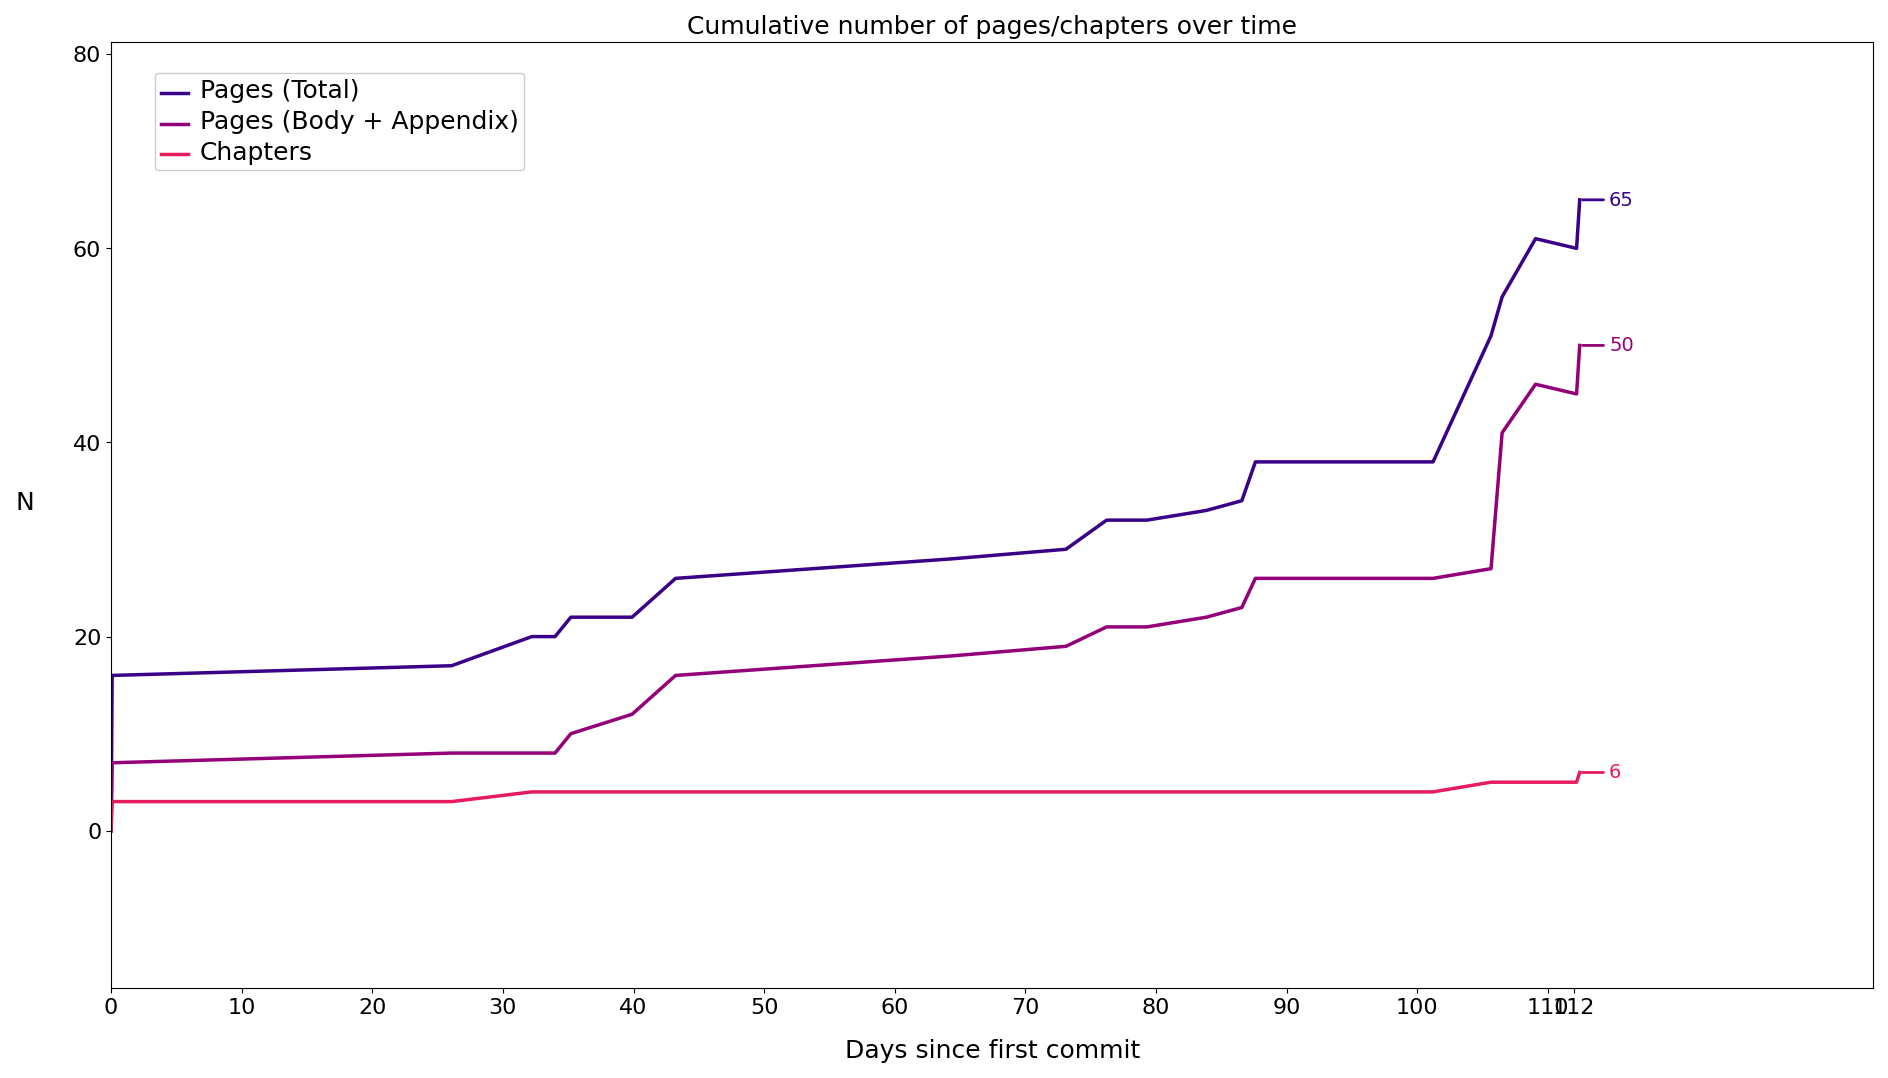 Cumulative number of pages/chapters over time
80
60
40
20
0
N
Pages (Total)
Pages (Body + Appendix)
Chapters
65
50
6
0 10 20 30 40 50 60 70 80 90 100 110 112
Days since first commit